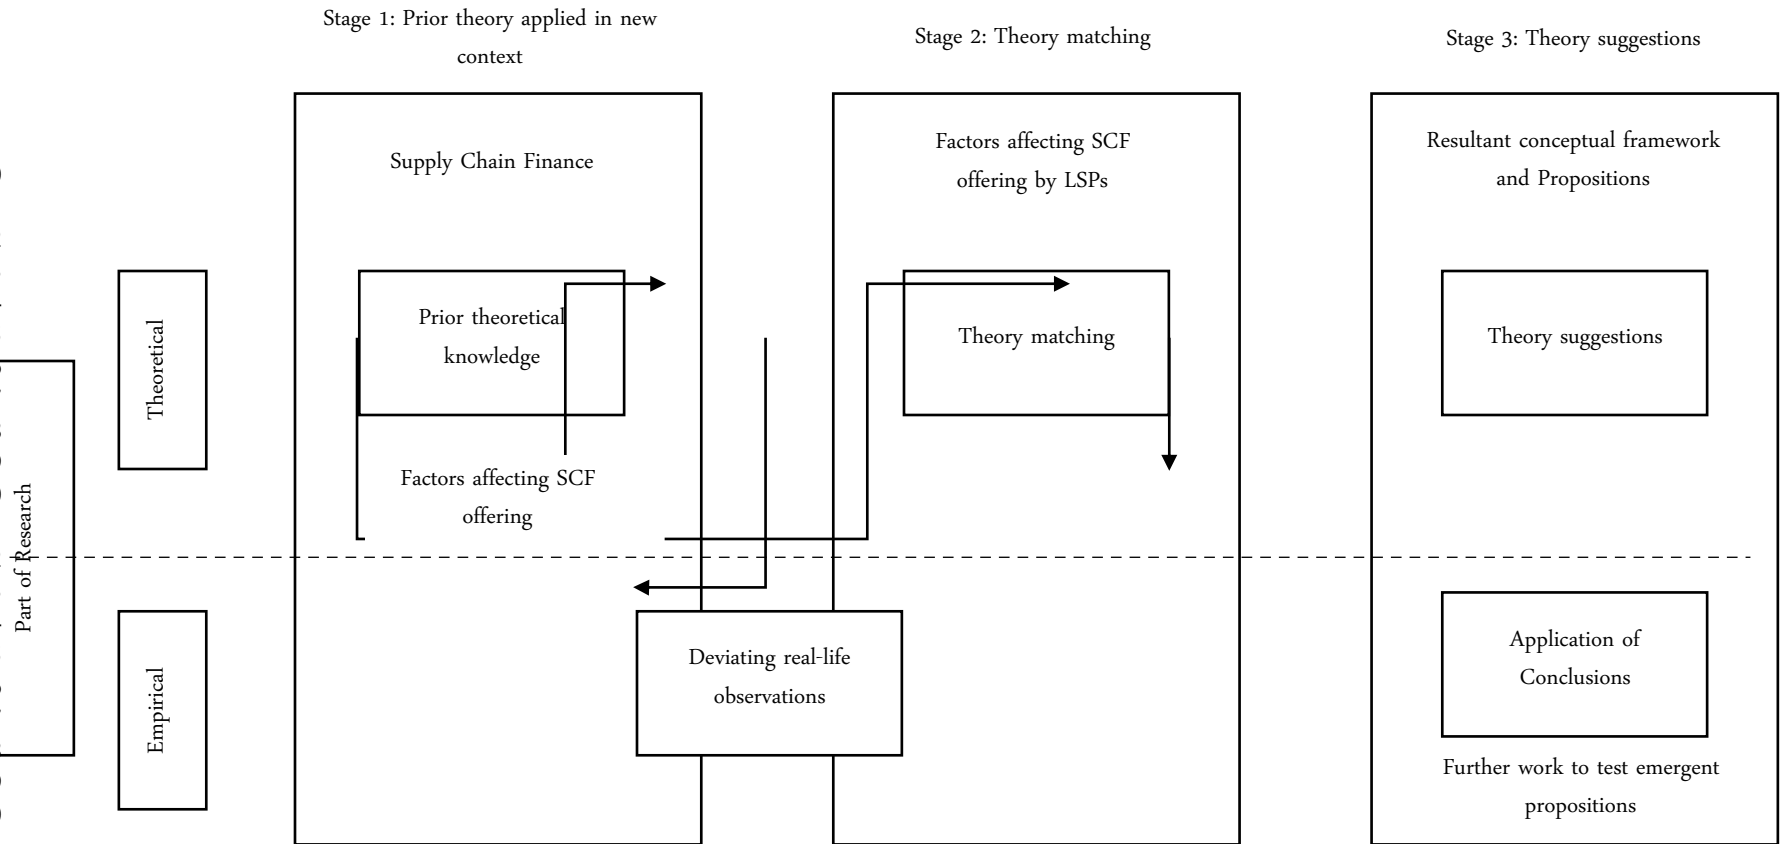 Stage 1: Prior theory applied in new
context
Stage 2: Theory matching
Stage 3: Theory suggestions
Supply Chain Finance
Factors affecting SCF
offering by LSPs
Resultant conceptual framework
and Propositions
Part of Research
Theoretical
Prior theoretical
knowledge
Theory matching
Theory suggestions
Factors affecting SCF
offering
Empirical
Deviating real-life
observations
Application of
Conclusions
Further work to test emergent
propositions